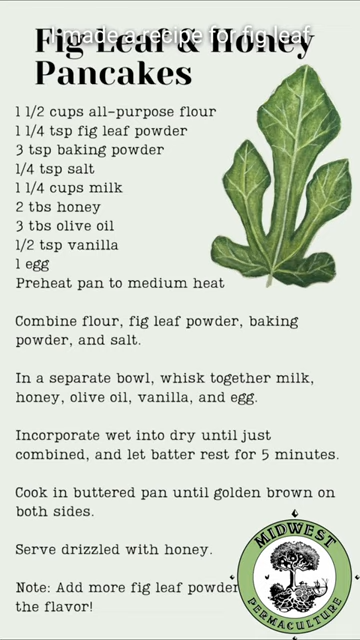 i made a recipe for fig leaf
Fig Leaf & Honey
Pancakes
1 1/2 cups all-purpose flour
1 1/4 tsp fig leaf powder
3 tsp baking powder
1/4 tsp salt
1 1/4 cups milk
2 tbs honey
3 tbs olive oil
1/2 tsp vanilla
1 egg
Preheat pan to medium heat
Combine flour, fig leaf powder, baking
powder, and salt.
In a separate bowl, whisk together milk,
honey, olive oil, vanilla, and egg.
Incorporate wet into dry until just
combined, and let batter rest for 5 minutes.
Cook in buttered pan until golden brown on
both sides.
Serve drizzled with honey.
Note: Add more fig leaf powder
the flavor!
MIDWEST
PERMACULTURE